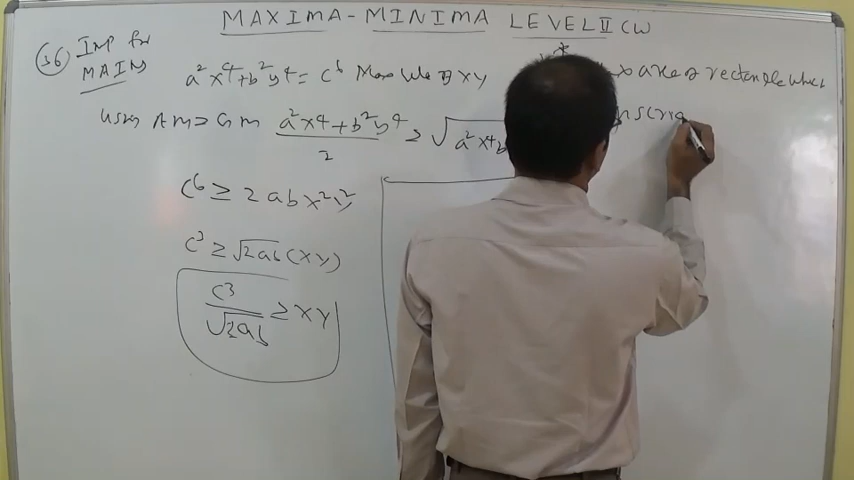 MAXIMA-MINIMA LEVEL II CW
36 IMP for
MAINS
a²x⁴+b²y⁴=c⁶ Max Value of xy
x area of rectangle which
using AM≥GM a²x⁴+b²y⁴/2 ≥ √a²x⁴b
inscrib
c⁶ ≥ 2abx²y²
c³ ≥ √2ab(xy)
c³/√2ab ≥ xy